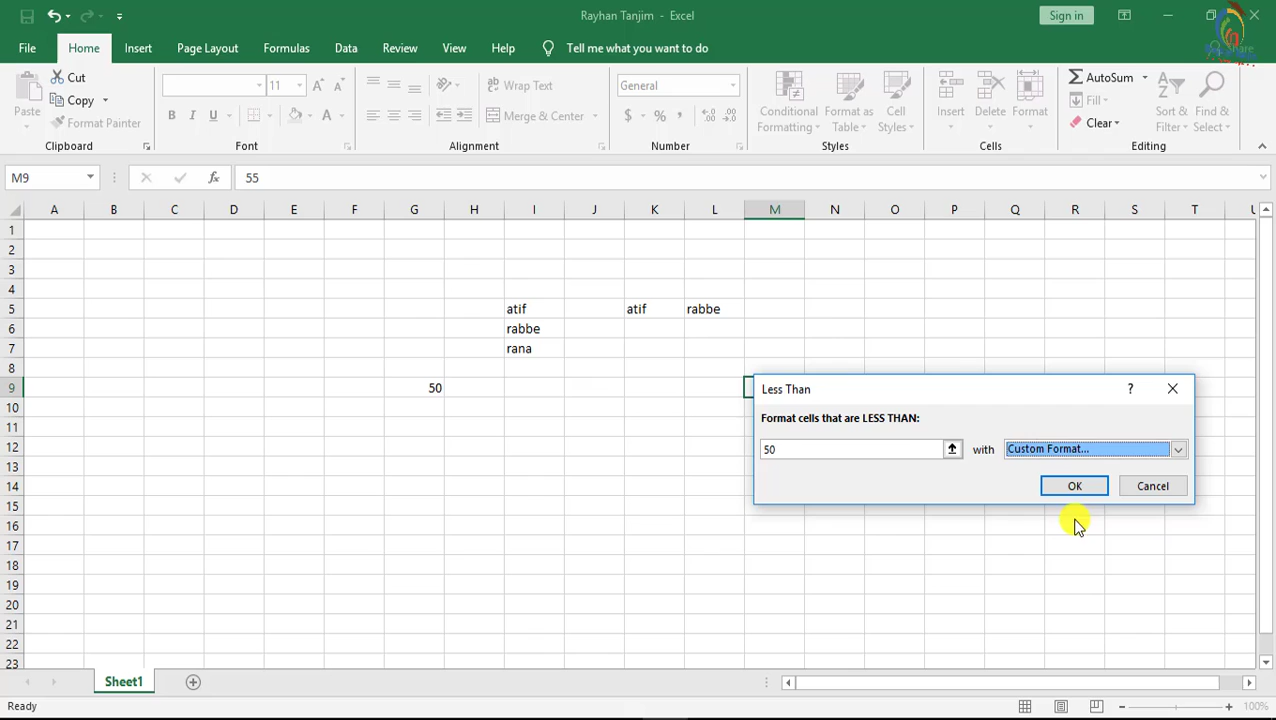 Rayhan Tanjim - Excel
Sign in
File Home Insert Page Layout Formulas Data Review View Help Tell me what you want to do Share
Cut
Copy
Format Painter
Paste
Clipboard
11
Font
Wrap Text
Merge & Center
Alignment
General
Number
Conditional Formatting
Format as Table
Cell Styles
Styles
Insert Delete Format
Cells
AutoSum
Fill
Clear
Sort & Filter
Find & Select
Editing
M9
55
A B C D E F G H I J K L M N O P Q R S T U
1
2
3
4
5 atif atif rabbe
6 rabbe
7 rana
8
9 50
10
11
12
13
14
15
16
17
18
19
20
21
22
23
Less Than
Format cells that are LESS THAN:
50 with Custom Format...
OK Cancel
Sheet1
Ready
100%